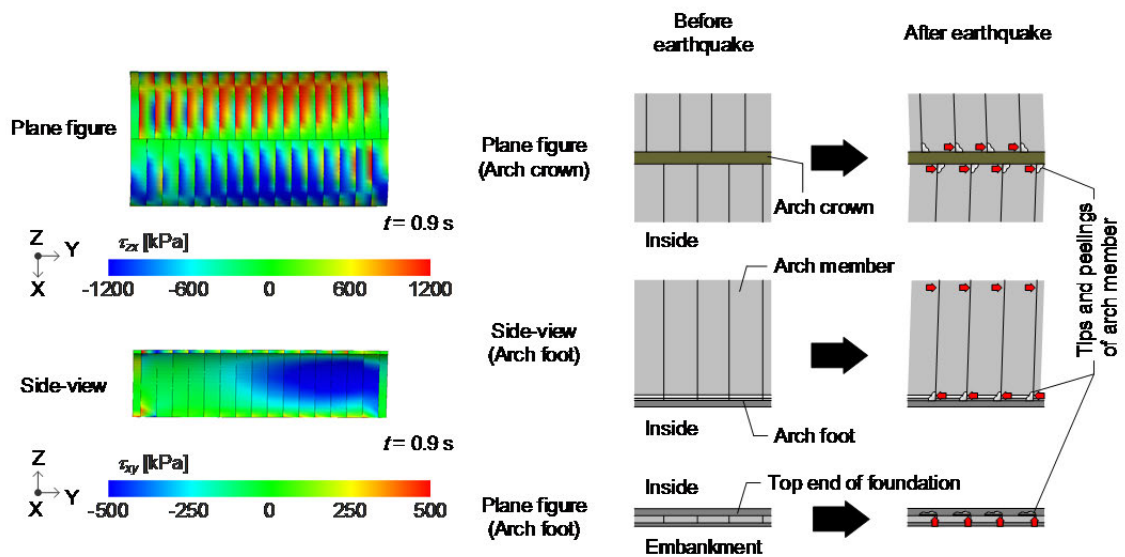 Plane figure
t = 0.9 s
Z
Y
X
τzx [kPa]
-1200 -600 0 600 1200
Side-view
t = 0.9 s
Z
Y
X
τxy [kPa]
-500 -250 0 250 500
Before
earthquake
After earthquake
Plane figure
(Arch crown)
Arch crown
Inside
Arch member
Side-view
(Arch foot)
Inside
Arch foot
Inside
Top end of foundation
Plane figure
(Arch foot)
Embankment
Tips and peelings
of arch member